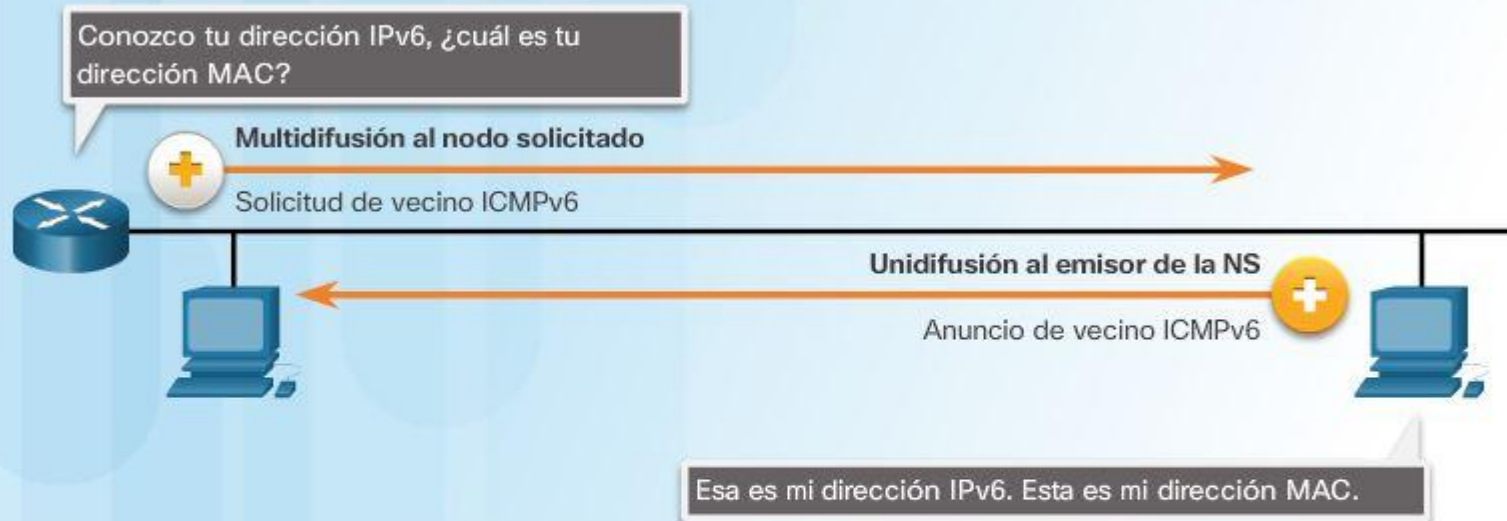 Conozco tu dirección IPv6, ¿cuál es tu
dirección MAC?
Multidifusión al nodo solicitado
Solicitud de vecino ICMPv6
Unidifusión al emisor de la NS
Anuncio de vecino ICMPv6
Esa es mi dirección IPv6. Esta es mi dirección MAC.